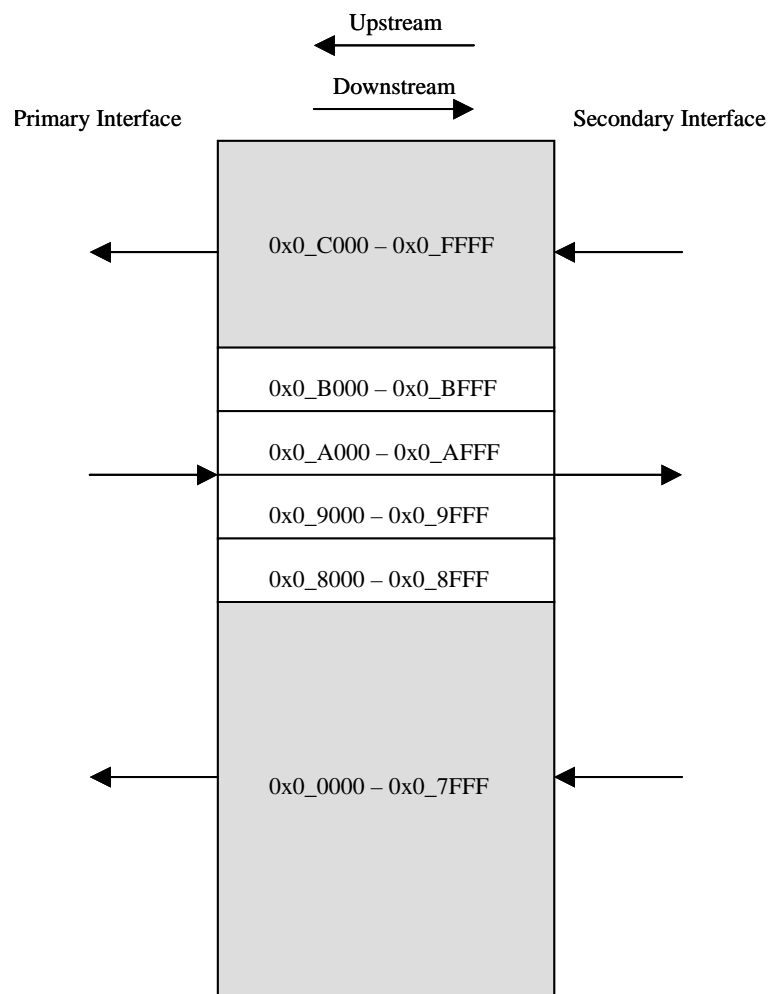 Upstream
Downstream
Primary Interface
Secondary Interface
0x0_C000 – 0x0_FFFF
0x0_B000 – 0x0_BFFF
0x0_A000 – 0x0_AFFF
0x0_9000 – 0x0_9FFF
0x0_8000 – 0x0_8FFF
0x0_0000 – 0x0_7FFF